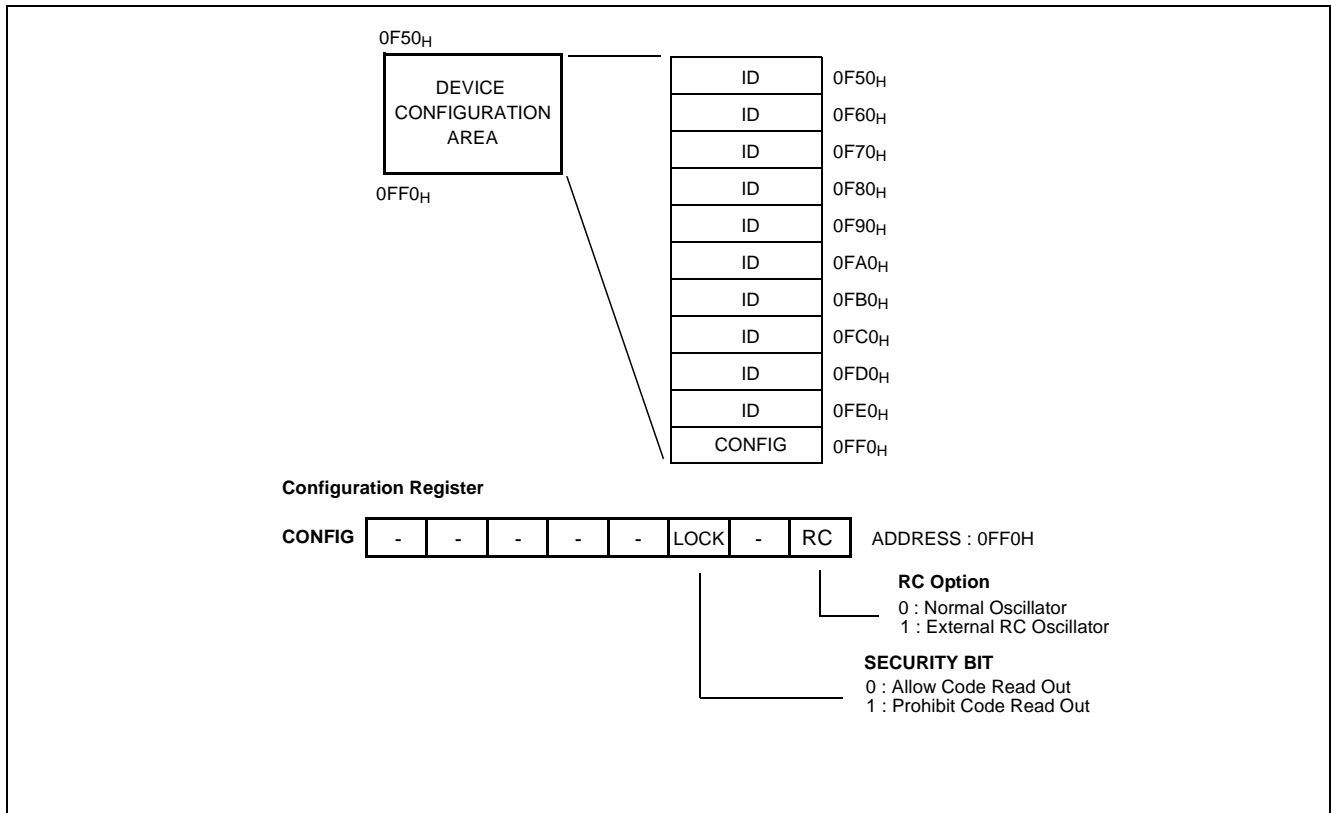 0F50H
DEVICE
CONFIGURATION
AREA
0FF0H
ID 0F50H
ID 0F60H
ID 0F70H
ID 0F80H
ID 0F90H
ID 0FA0H
ID 0FB0H
ID 0FC0H
ID 0FD0H
ID 0FE0H
CONFIG 0FF0H
Configuration Register
CONFIG - - - - - LOCK - RC ADDRESS : 0FF0H
RC Option
0 : Normal Oscillator
1 : External RC Oscillator
SECURITY BIT
0 : Allow Code Read Out
1 : Prohibit Code Read Out